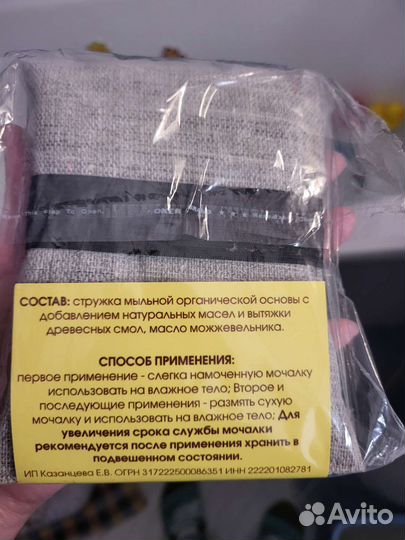 СОСТАВ: стружка мыльной органической основы с
добавлением натуральных масел и вытяжки
древесных смол, масло можжевельника.
СПОСОБ ПРИМЕНЕНИЯ:
первое применение - слегка намоченную мочалку
использовать на влажное тело; Второе и
последующие применения - размять сухую
мочалку и использовать на влажное тело; Для
увеличения срока службы мочалки
рекомендуется после применения хранить в
подвешенном состоянии.
ИП Казанцева Е.В. ОГРН 317222500086351 ИНН 222201082781
Avito